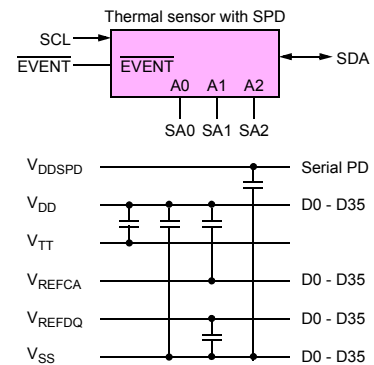 Thermal sensor with SPD
SCL
EVENT EVENT SDA
A0 A1 A2
SA0 SA1 SA2
VDDSPD Serial PD
VDD D0 - D35
VTT
VREFCA D0 - D35
VREFDQ D0 - D35
VSS D0 - D35